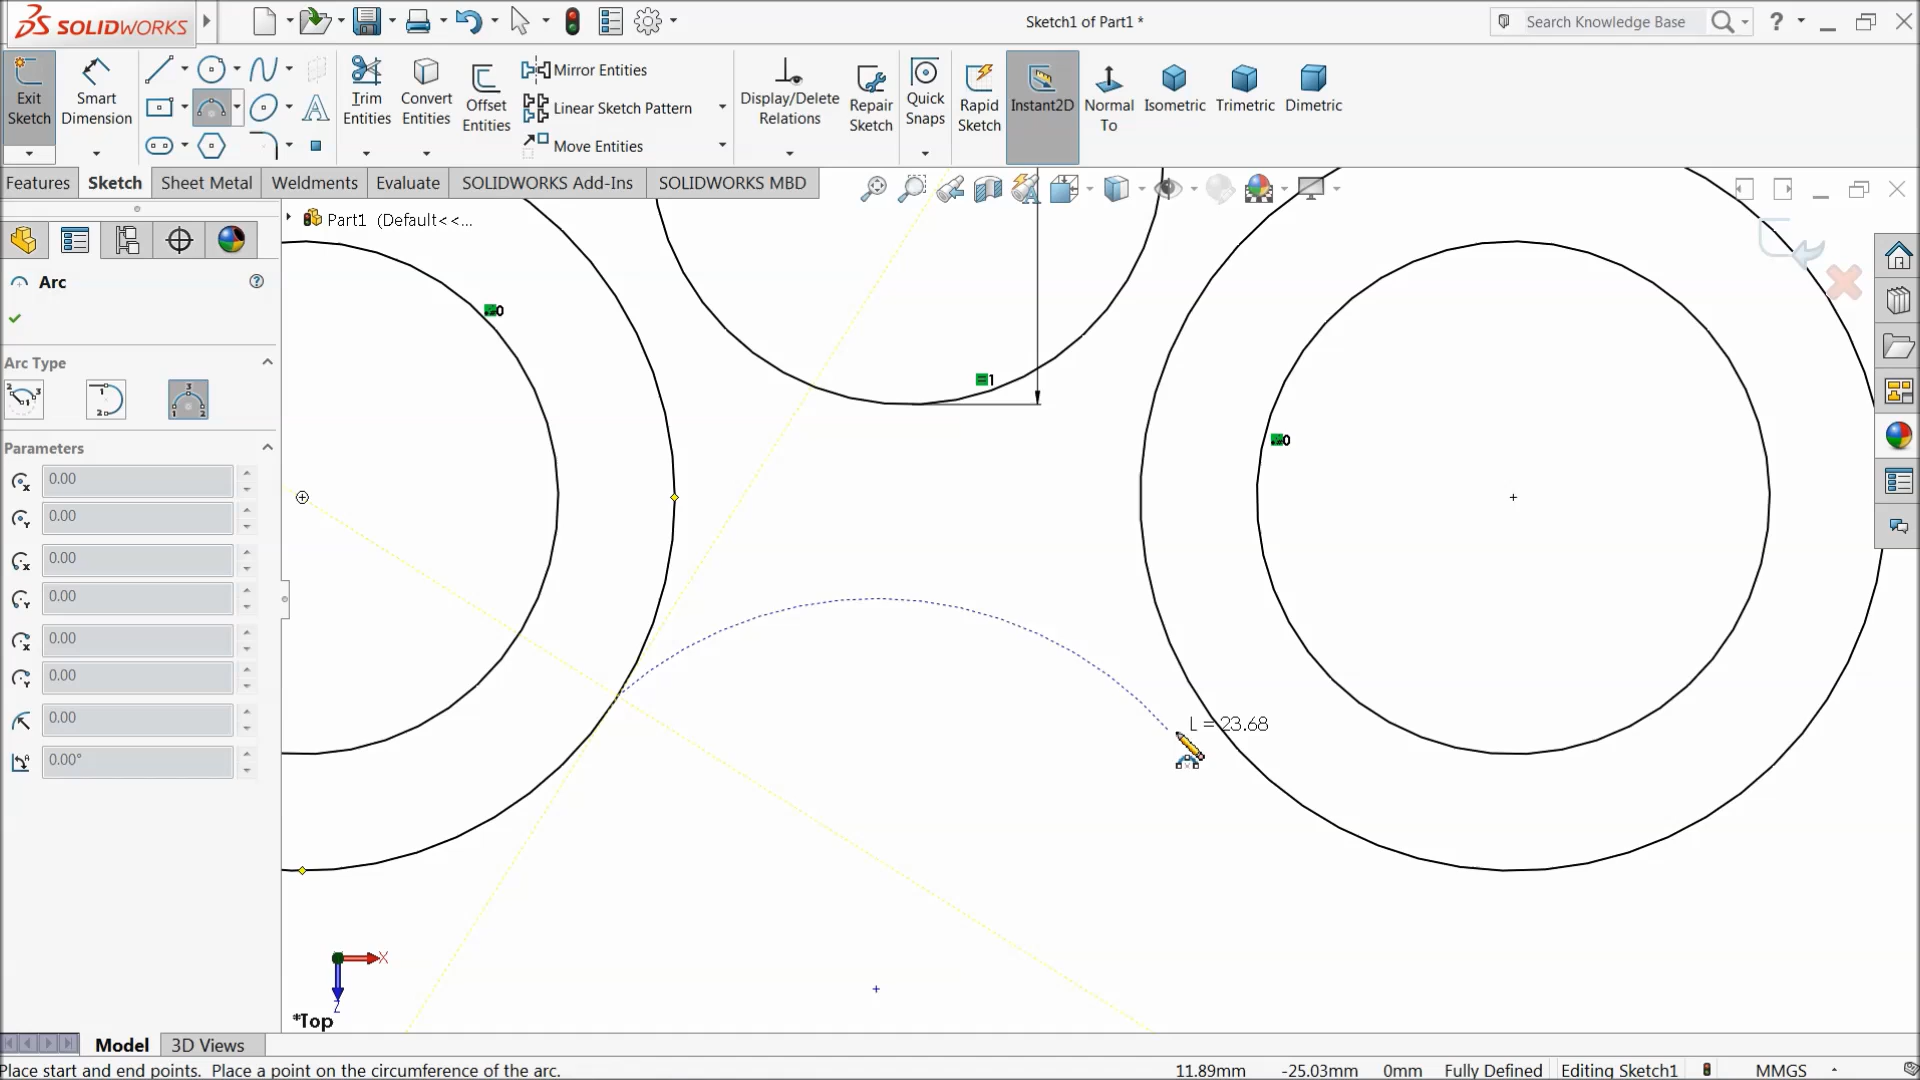 SOLIDWORKS
Sketch1 of Part1 *
Search Knowledge Base
?
Exit Sketch
Smart Dimension
Trim Entities
Convert Entities
Offset Entities
Mirror Entities
Linear Sketch Pattern
Move Entities
Display/Delete Relations
Repair Sketch
Quick Snaps
Rapid Sketch
Instant2D
Normal To
Isometric
Trimetric
Dimetric
Features
Sketch
Sheet Metal
Weldments
Evaluate
SOLIDWORKS Add-Ins
SOLIDWORKS MBD
Part1 (Default<<...
Arc
Arc Type
Parameters
0.00
0.00
0.00
0.00
0.00
0.00
0.00
0.00°
0
1
0
L = 23.68
X
Z
*Top
Model
3D Views
Place start and end points. Place a point on the circumference of the arc.
11.89mm
-25.03mm
0mm
Fully Defined
Editing Sketch1
MMGS